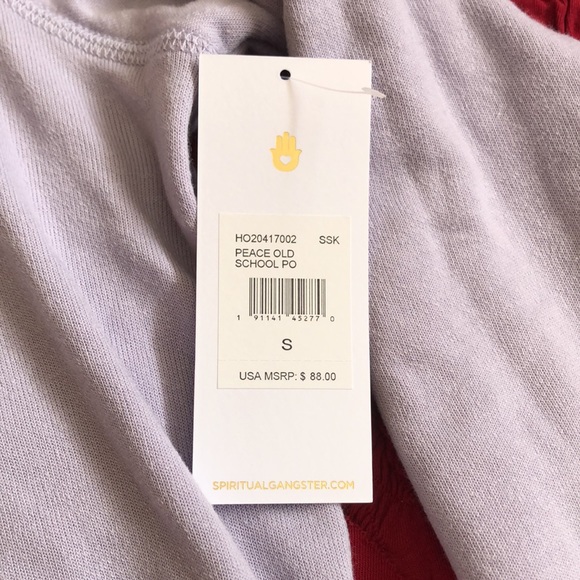 HO20417002 SSK
PEACE OLD
SCHOOL PO
1 91141 45277 0
S
USA MSRP: $ 88.00
SPIRITUALGANGSTER.COM